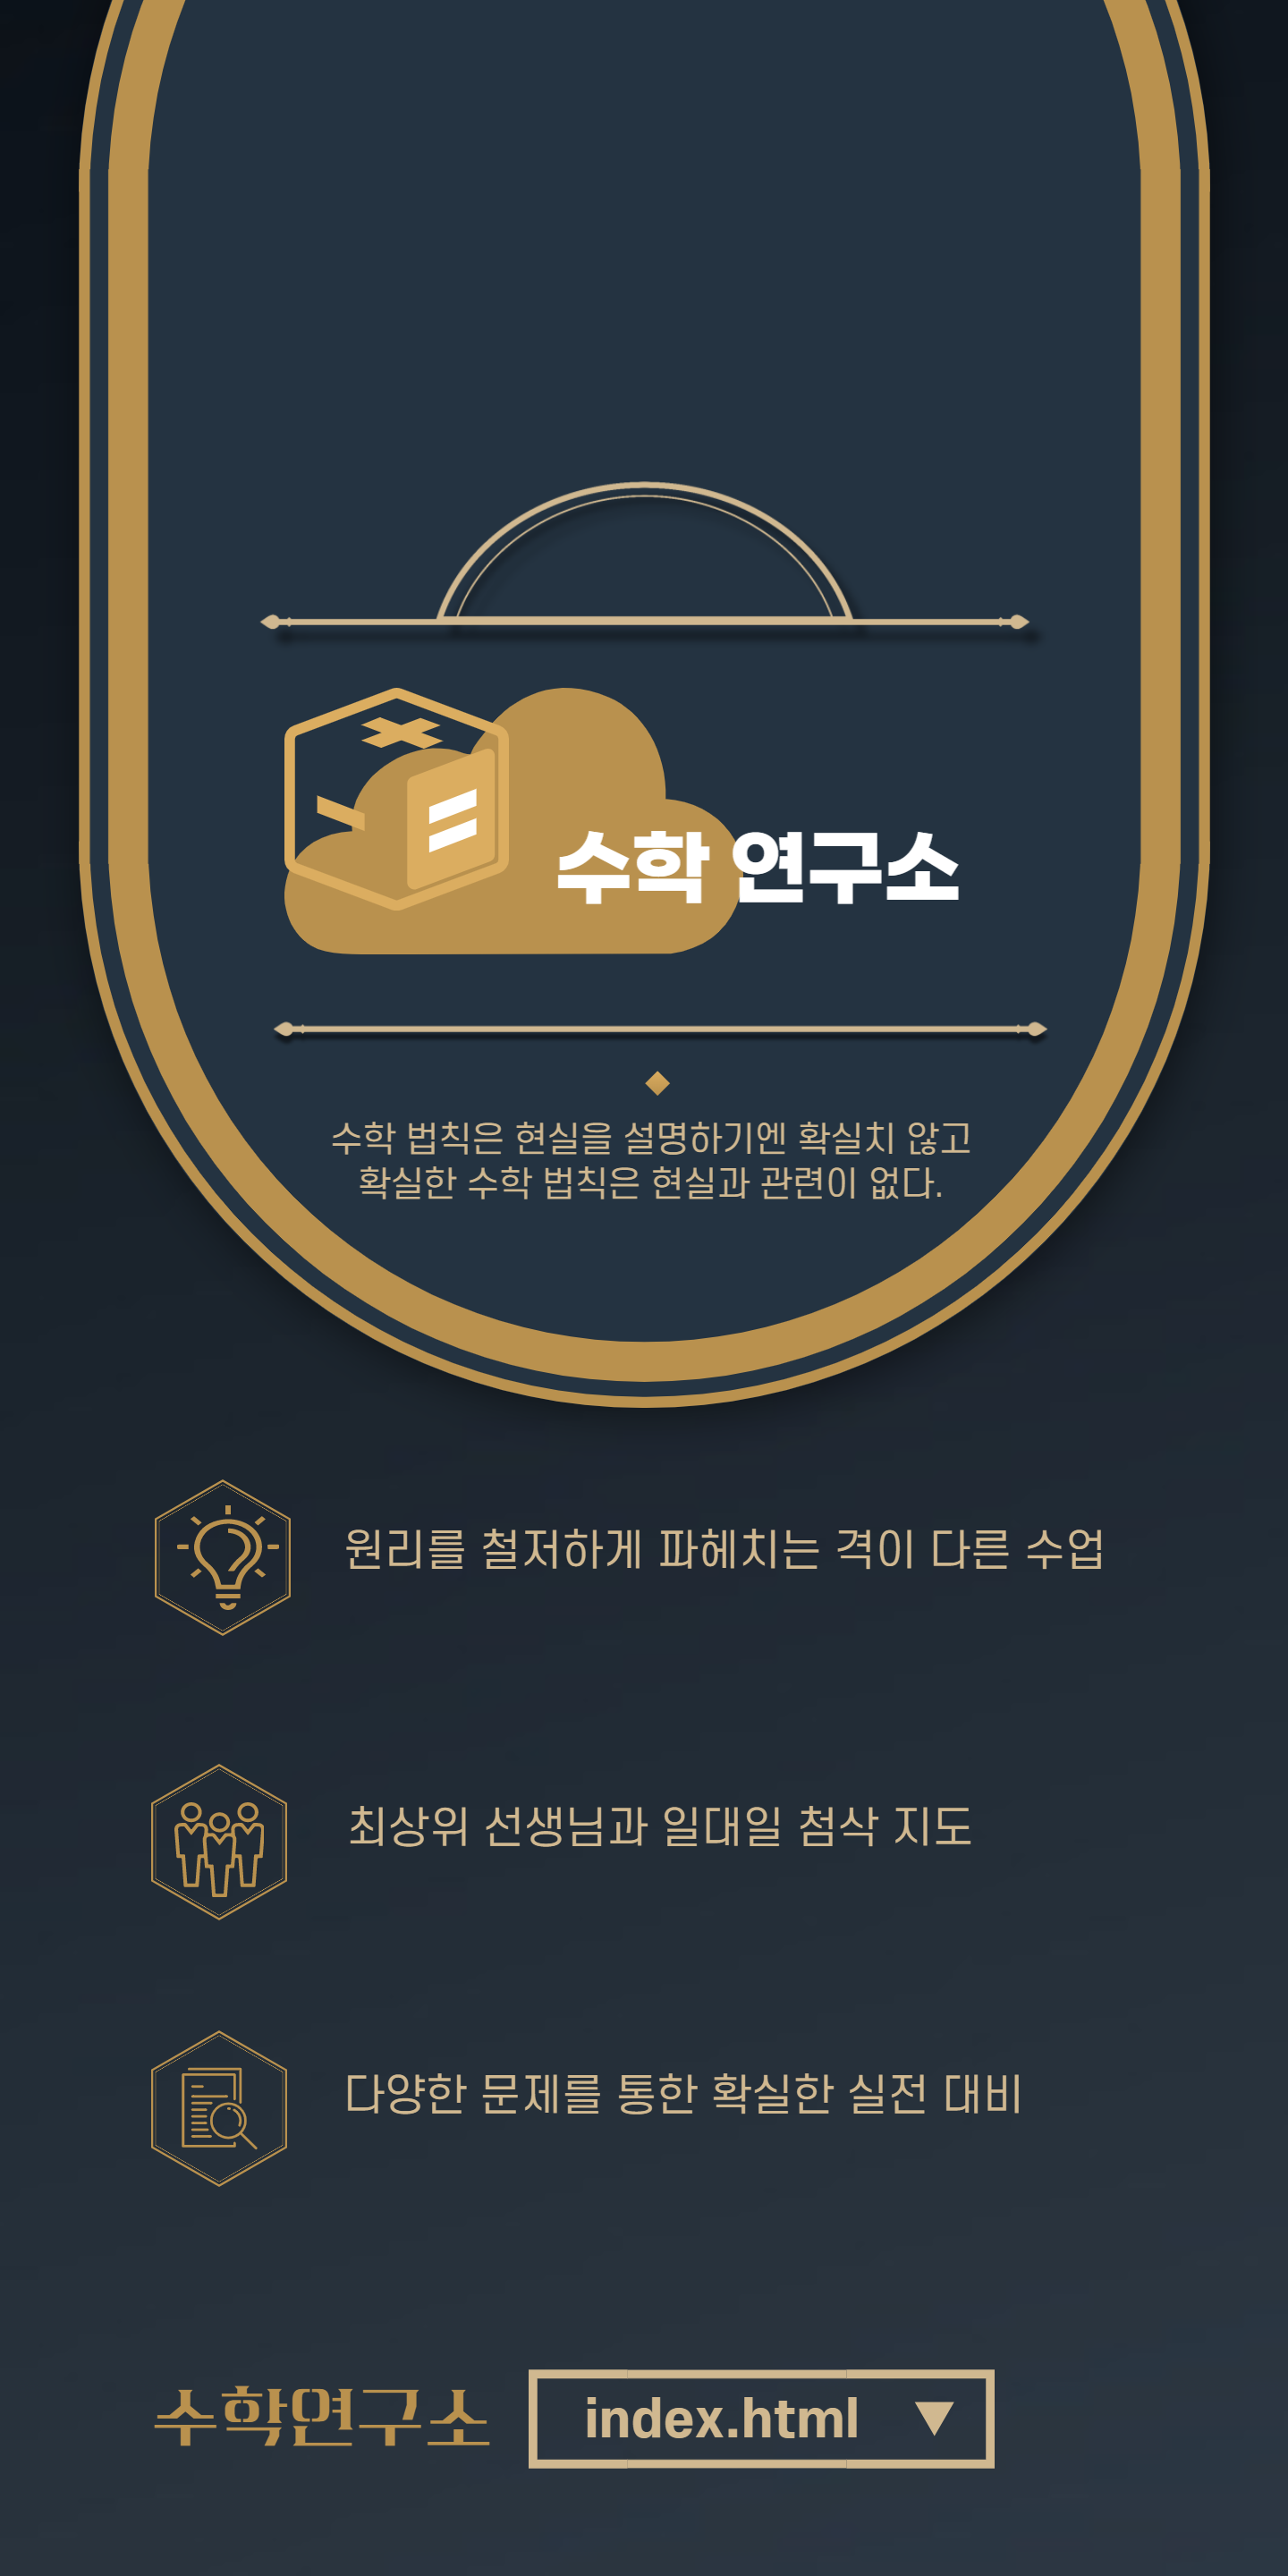 수학 연구소
수학 법칙은 현실을 설명하기엔 확실치 않고
확실한 수학 법칙은 현실과 관련이 없다.
원리를 철저하게 파헤치는 격이 다른 수업
최상위 선생님과 일대일 첨삭 지도
다양한 문제를 통한 확실한 실전 대비
수학연구소 index.html